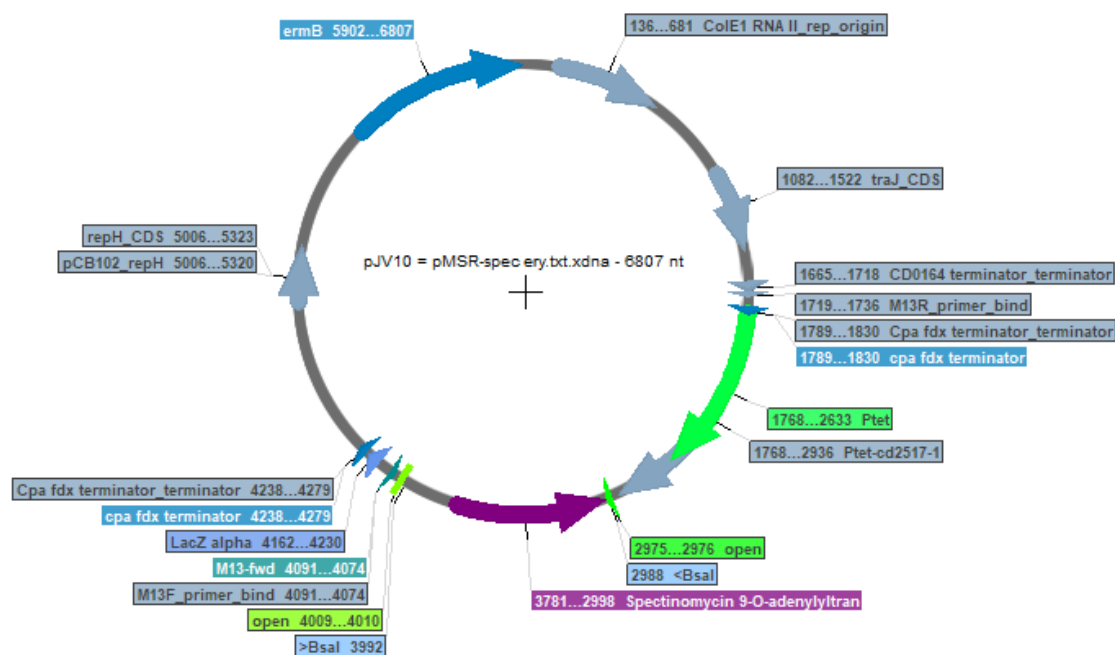 ermB 5902...6807
136...681 ColE1 RNA II_rep_origin
1082...1522 traJ_CDS
repH_CDS 5006...5323
pCB102_repH 5006...5320
pJV10 = pMSR-spec ery.txt.xdna - 6807 nt
1665...1718 CD0164 terminator_terminator
1719...1736 M13R_primer_bind
1789...1830 Cpa fdx terminator_terminator
1789...1830 cpa fdx terminator
1768...2633 Ptet
1768...2936 Ptet-cd2517-1
Cpa fdx terminator_terminator 4238...4279
cpa fdx terminator 4238...4279
LacZ alpha 4162...4230
M13-fwd 4091...4074
M13F_primer_bind 4091...4074
open 4009...4010
>BsaI 3992
2975...2976 open
2988 <BsaI
3781...2998 Spectinomycin 9-O-adenylyltran